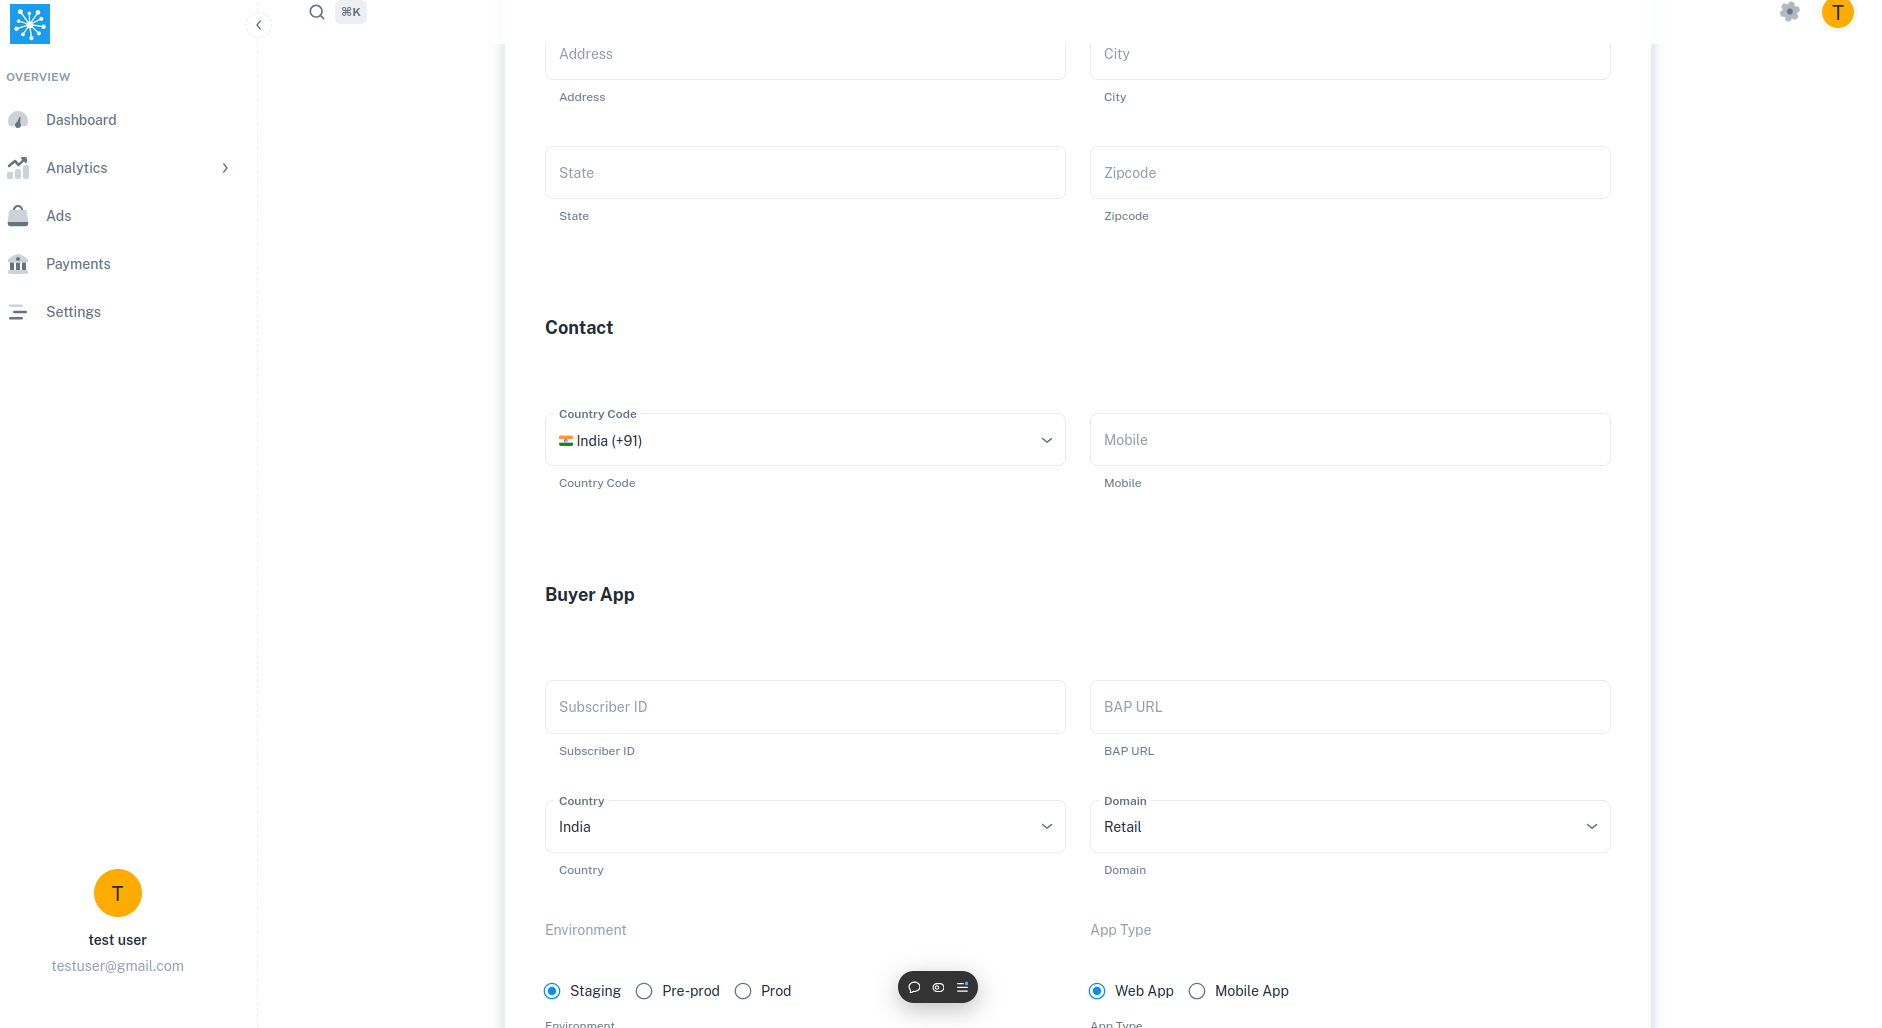 ⌘K
T
OVERVIEW
Dashboard
Analytics
Ads
Payments
Settings
T
test user
testuser@gmail.com
Address City
Address City
State Zipcode
State Zipcode
Contact
Country Code
India (+91) Mobile
Country Code Mobile
Buyer App
Subscriber ID BAP URL
Subscriber ID BAP URL
Country Domain
India Retail
Country Domain
Environment App Type
Staging Pre-prod Prod Web App Mobile App
Environment App Type